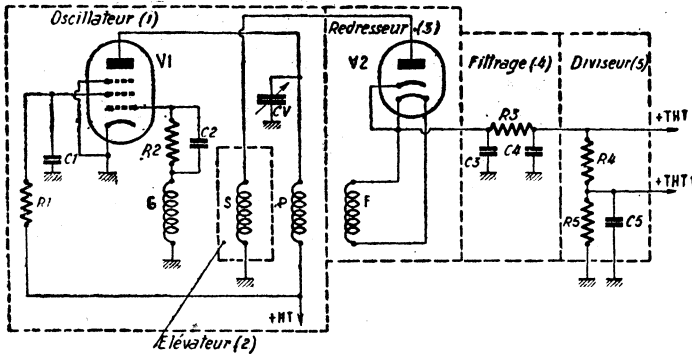 Oscillateur (1)
Redresseur (3)
Filtrage (4)
Diviseur (5)
V1
V2
CV
C1
R2
C2
R1
G
S
P
F
R3
C3
C4
R4
R5
C5
+THT
+THT1
+HT
Elévateur (2)